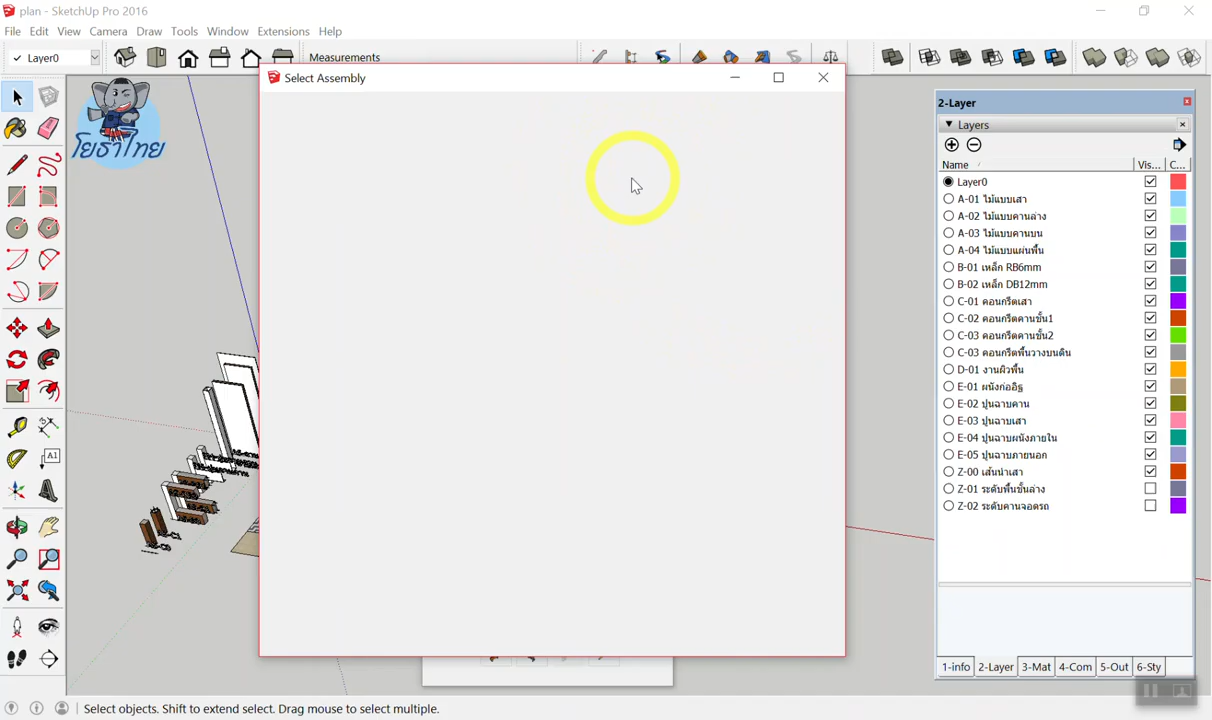 plan - SketchUp Pro 2016
File Edit View Camera Draw Tools Window Extensions Help
Layer0
Measurements
Select Assembly
โยธาไทย
2-Layer
Layers
Name Vis... C...
Layer0
A-01 ไม้แบบเสา
A-02 ไม้แบบคานล่าง
A-03 ไม้แบบคานบน
A-04 ไม้แบบแผ่นพื้น
B-01 เหล็ก RB6mm
B-02 เหล็ก DB12mm
C-01 คอนกรีตเสา
C-02 คอนกรีตคานชั้น1
C-03 คอนกรีตคานชั้น2
C-03 คอนกรีตพื้นวางบนดิน
D-01 งานผิวพื้น
E-01 ผนังก่ออิฐ
E-02 ปูนฉาบคาน
E-03 ปูนฉาบเสา
E-04 ปูนฉาบผนังภายใน
E-05 ปูนฉาบภายนอก
Z-00 เส้นนำเสา
Z-01 ระดับพื้นชั้นล่าง
Z-02 ระดับคานจอดรถ
A1
1-info 2-Layer 3-Mat 4-Com 5-Out 6-Sty
Select objects. Shift to extend select. Drag mouse to select multiple.